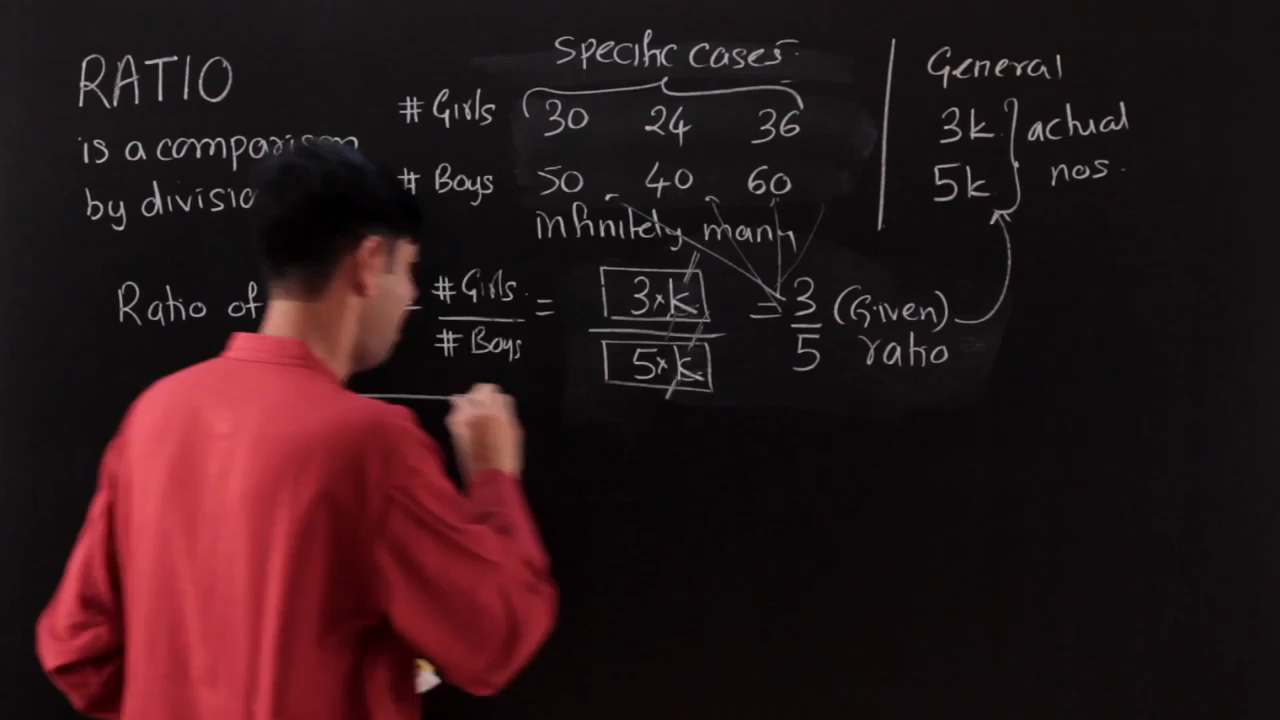 RATIO
is a comparison
by divisio
Specific cases.
# Girls 30 24 36
# Boys 50 40 60
infinitely many
General
3k
5k
actual
nos.
Ratio of
# Girls = 3×k = 3 (Given)
# Boys 5×k 5 ratio